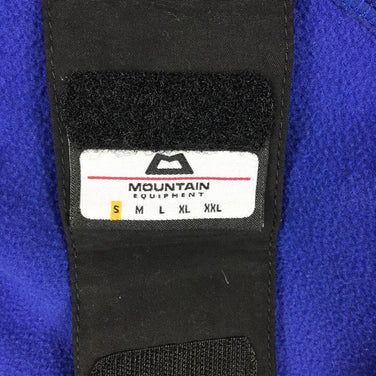 MOUNTAIN
EQUIPMENT
S M L XL XXL